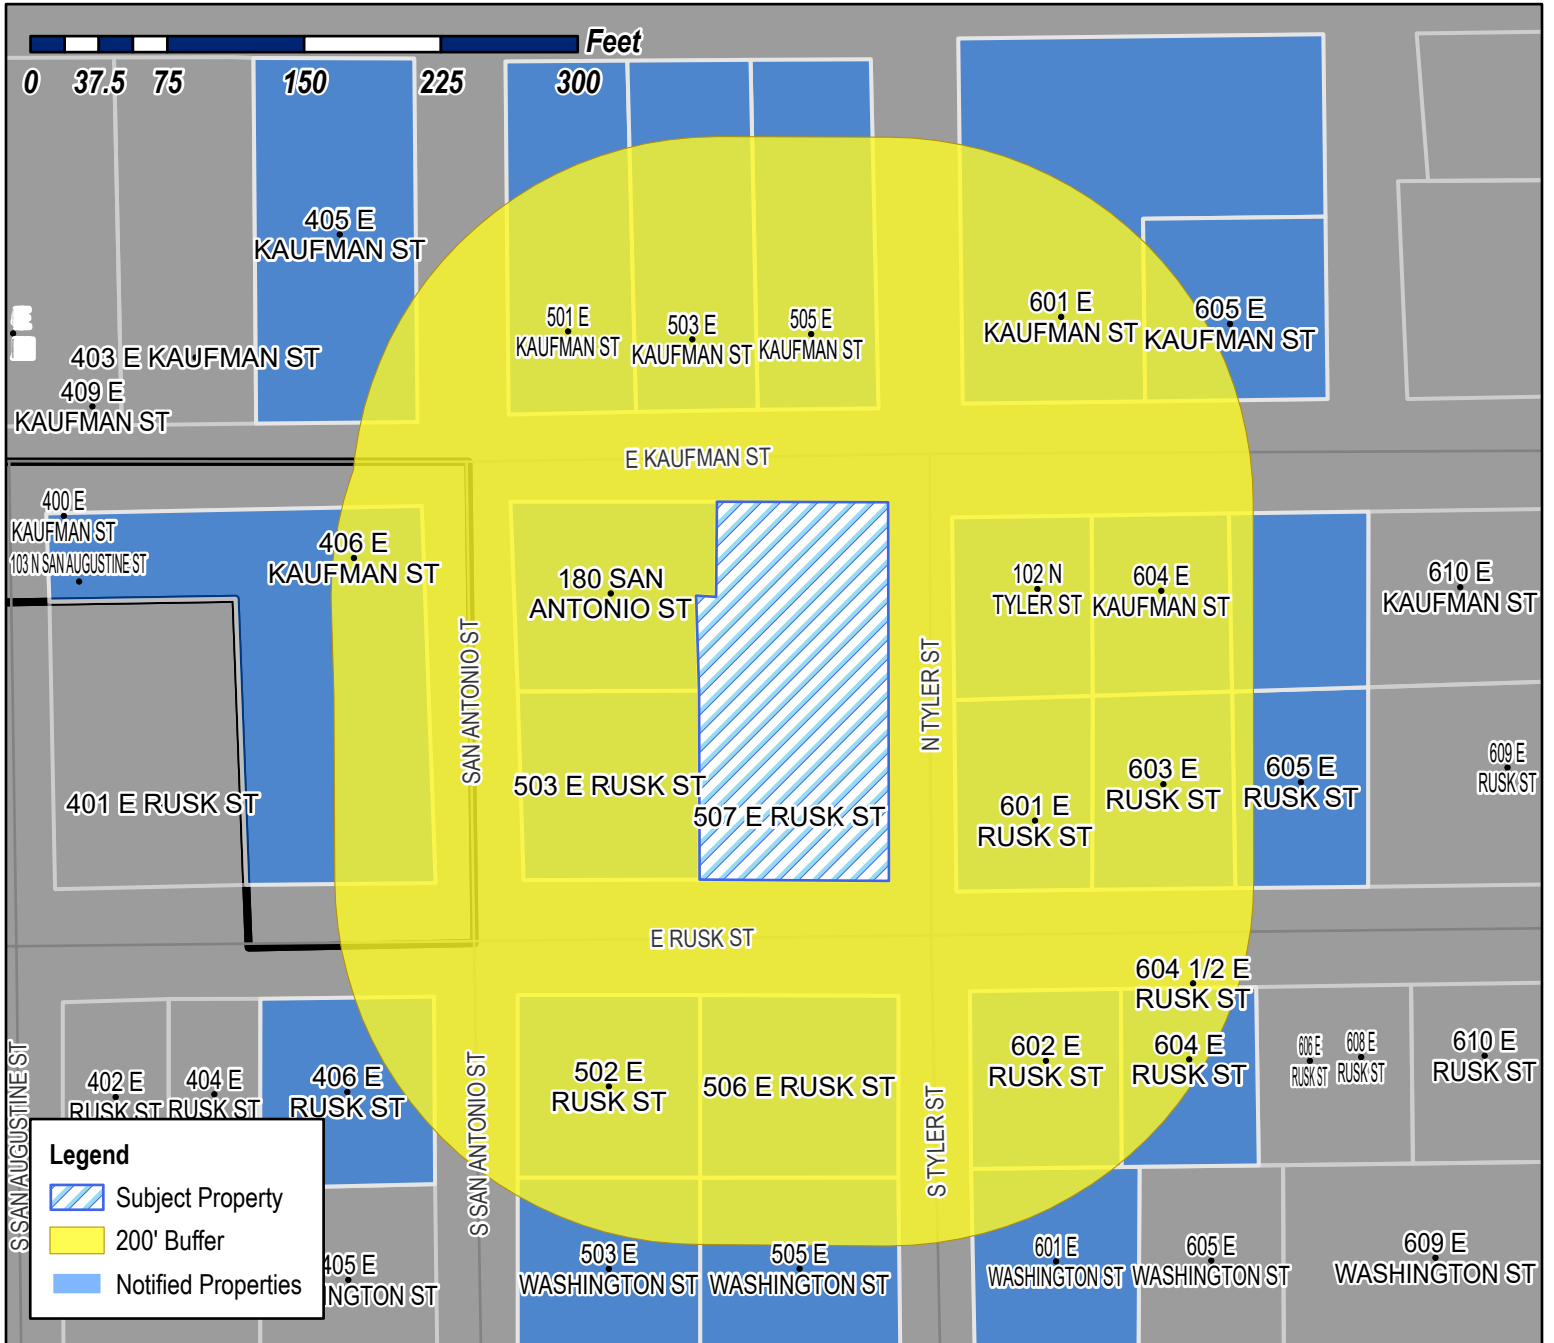 Feet
0 37.5 75 150 225 300
405 E
KAUFMAN ST
501 E
KAUFMAN ST
503 E
KAUFMAN ST
505 E
KAUFMAN ST
601 E
KAUFMAN ST
605 E
KAUFMAN ST
403 E KAUFMAN ST
409 E
KAUFMAN ST
E KAUFMAN ST
400 E
KAUFMAN ST
103 N SAN AUGUSTINE ST
406 E
KAUFMAN ST
180 SAN
ANTONIO ST
102 N
TYLER ST
604 E
KAUFMAN ST
610 E
KAUFMAN ST
SAN ANTONIO ST
N TYLER ST
401 E RUSK ST
503 E RUSK ST
507 E RUSK ST
601 E
RUSK ST
603 E
RUSK ST
605 E
RUSK ST
609 E
RUSK ST
E RUSK ST
604 1/2 E
RUSK ST
402 E
RUSK ST
404 E
RUSK ST
406 E
RUSK ST
502 E
RUSK ST
506 E RUSK ST
602 E
RUSK ST
604 E
RUSK ST
606 E
RUSK ST
608 E
RUSK ST
610 E
RUSK ST
S SAN AUGUSTINE ST
S SAN ANTONIO ST
S TYLER ST
405 E
INGTON ST
503 E
WASHINGTON ST
505 E
WASHINGTON ST
601 E
WASHINGTON ST
605 E
WASHINGTON ST
609 E
WASHINGTON ST
Legend
Subject Property
200' Buffer
Notified Properties